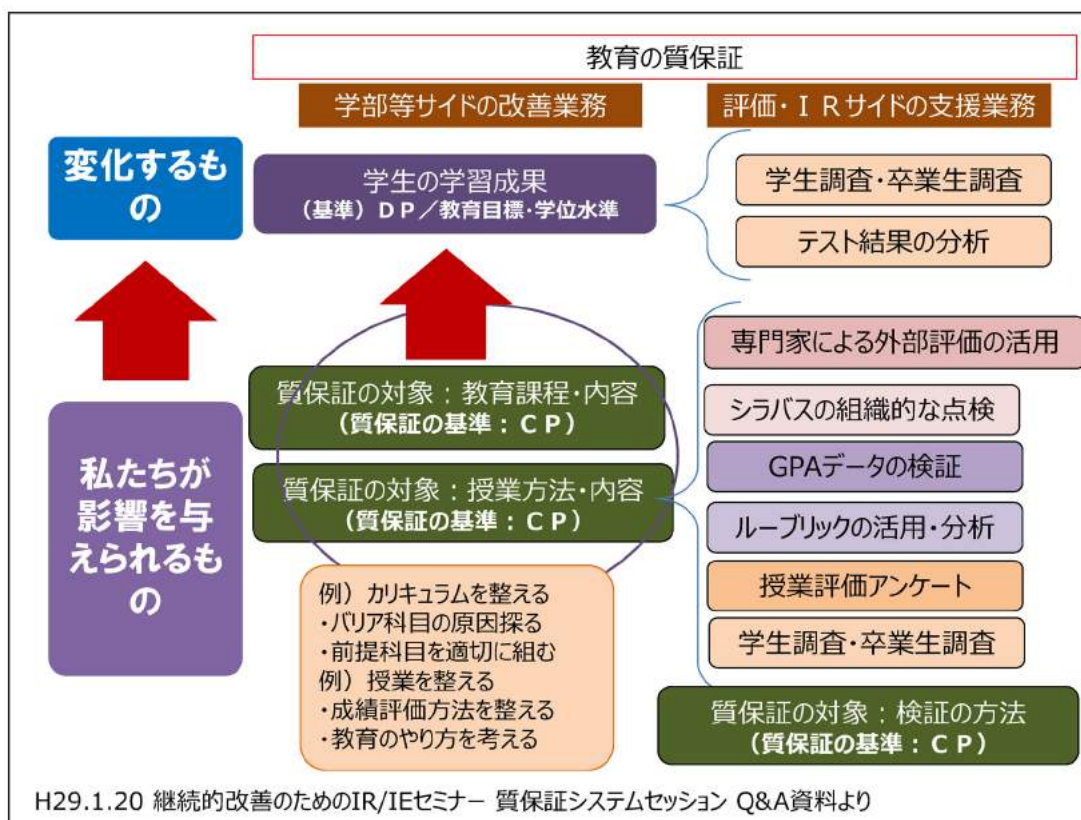 教育の質保証
学部等サイドの改善業務
評価・IRサイドの支援業務
変化するも
の
学生の学習成果
(基準)DP/教育目標・学位水準
学生調査・卒業生調査
テスト結果の分析
私たちが
影響を与
えられるも
の
質保証の対象:教育課程・内容
(質保証の基準:CP)
質保証の対象:授業方法・内容
(質保証の基準:CP)
例)カリキュラムを整える
・バリア科目の原因探る
・前提科目を適切に組む
例)授業を整える
・成績評価方法を整える
・教育のやり方を考える
専門家による外部評価の活用
シラバスの組織的な点検
GPAデータの検証
ルーブリックの活用・分析
授業評価アンケート
学生調査・卒業生調査
質保証の対象:検証の方法
(質保証の基準:CP)
H29.1.20 継続的改善のためのIR/IEセミナー 質保証システムセッション Q&A資料より